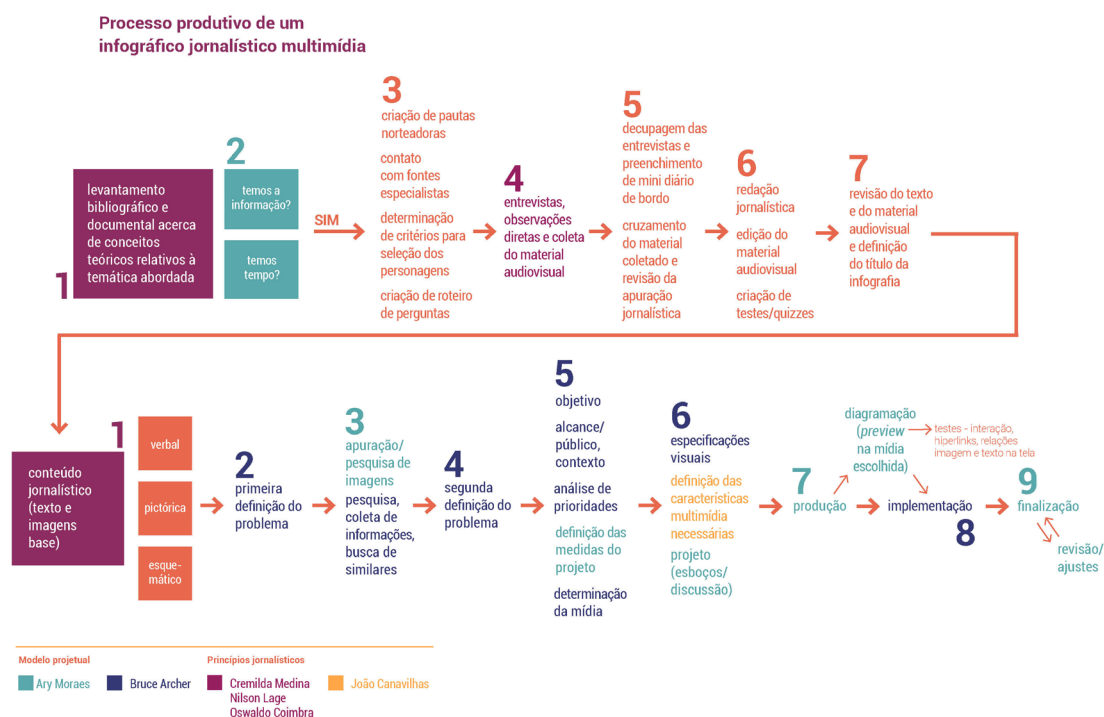 Processo produtivo de um
infográfico jornalístico multimídia
1
levantamento
bibliográfico e
documental acerca
de conceitos
teóricos relativos à
temática abordada
2
temos a
informação?
temos
tempo?
SIM
3
criação de pautas
norteadoras
contato
com fontes
especialistas
determinação
de critérios para
seleção dos
personagens
criação de roteiro
de perguntas
4
entrevistas,
observações
diretas e coleta
do material
audiovisual
5
decupagem das
entrevistas e
preenchimento
de mini diário
de bordo
cruzamento
do material
coletado e
revisão da
apuração
jornalística
6
redação
jornalística
edição do
material
audiovisual
criação de
testes/quizzes
7
revisão do texto
e do material
audiovisual
e definição
do título da
infografia
1
conteúdo
jornalístico
(texto e
imagens
base)
verbal
pictórica
esque-
mático
2
primeira
definição do
problema
3
apuração/
pesquisa de
imagens
pesquisa,
coleta de
informações,
busca de
similares
4
segunda
definição do
problema
5
objetivo
alcance/
público,
contexto
análise de
prioridades
definição das
medidas do
projeto
determinação
da mídia
6
especificações
visuais
definição das
características
multimídia
necessárias
projeto
(esboços/
discussão)
7
produção
diagramação
(preview
na mídia
escolhida)
testes - interação,
hiperlinks, relações
imagem e texto na tela
implementação
8
9
finalização
revisão/
ajustes
Modelo projetual
Ary Moraes
Bruce Archer
Princípios jornalísticos
Cremilda Medina
Nilson Lage
Oswaldo Coimbra
João Canavilhas